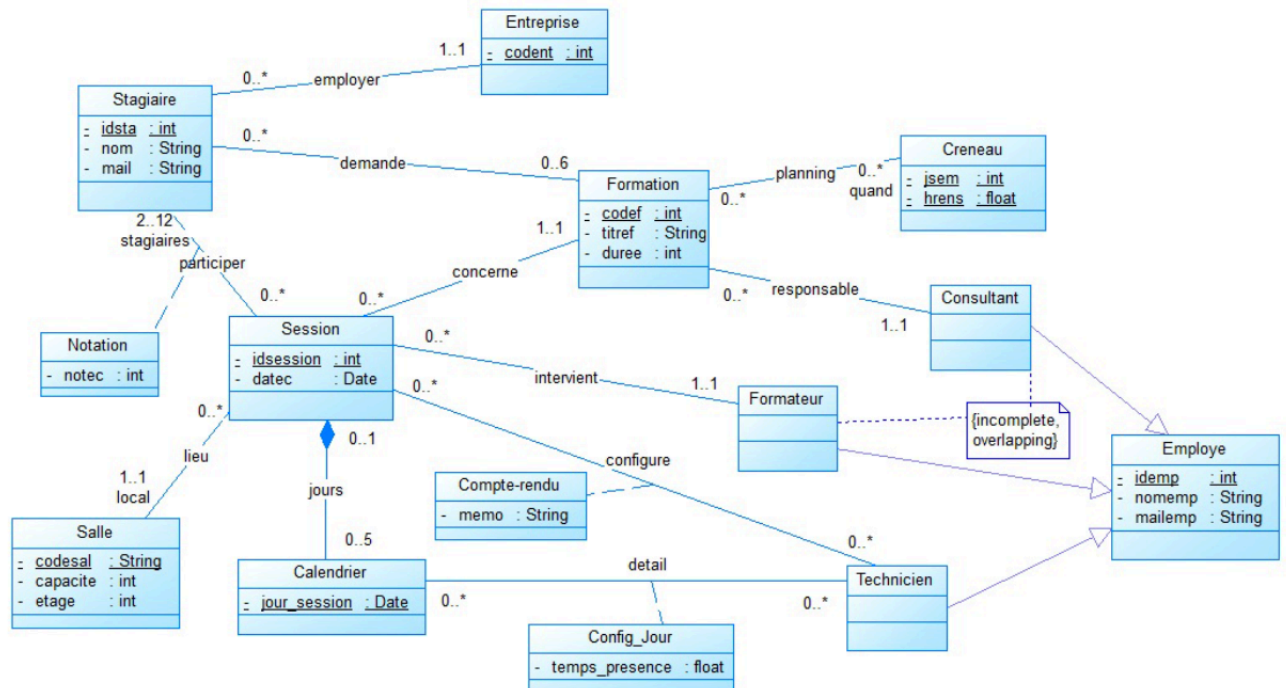 Entreprise
- codent : int
1..1
0..*
employer
Stagiaire
- idsta : int
- nom : String
- mail : String
0..*
demande
0..6
Formation
- codef : int
- titref : String
- duree : int
planning
0..*
0..*
quand
Creneau
- jsem : int
- hrens : float
2..12
stagiaires
participer
0..*
1..1
concerne
0..*
0..*
responsable
1..1
Consultant
Notation
- notec : int
Session
- idsession : int
- datec : Date
0..*
intervient
1..1
Formateur
{incomplete,
overlapping}
Employe
- idemp : int
- nomemp : String
- mailemp : String
0..*
0..*
lieu
1..1
local
0..1
jours
0..5
configure
Compte-rendu
- memo : String
0..*
Salle
- codesal : String
- capacite : int
- etage : int
Calendrier
- jour_session : Date
0..*
detail
0..*
Technicien
Config_Jour
- temps_presence : float